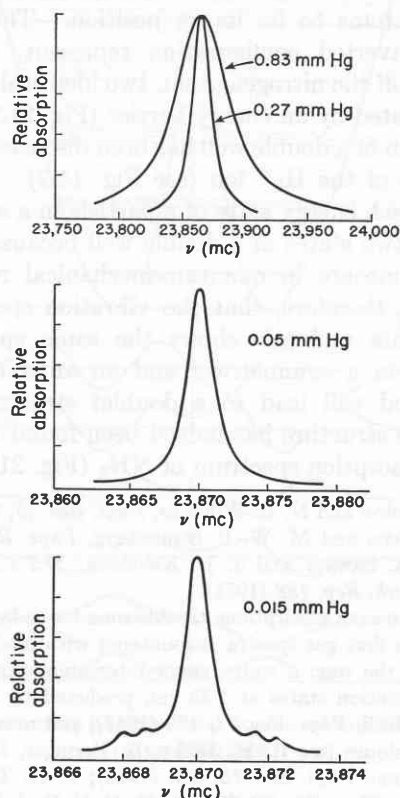 Relative
absorption
0.83 mm Hg
0.27 mm Hg
23,750 23,800 23,850 23,900 23,950 24,000
ν (mc)
Relative
absorption
0.05 mm Hg
23,860 23,865 23,870 23,875 23,880
ν (mc)
Relative
absorption
0.015 mm Hg
23,866 23,868 23,870 23,872 23,874
ν (mc)